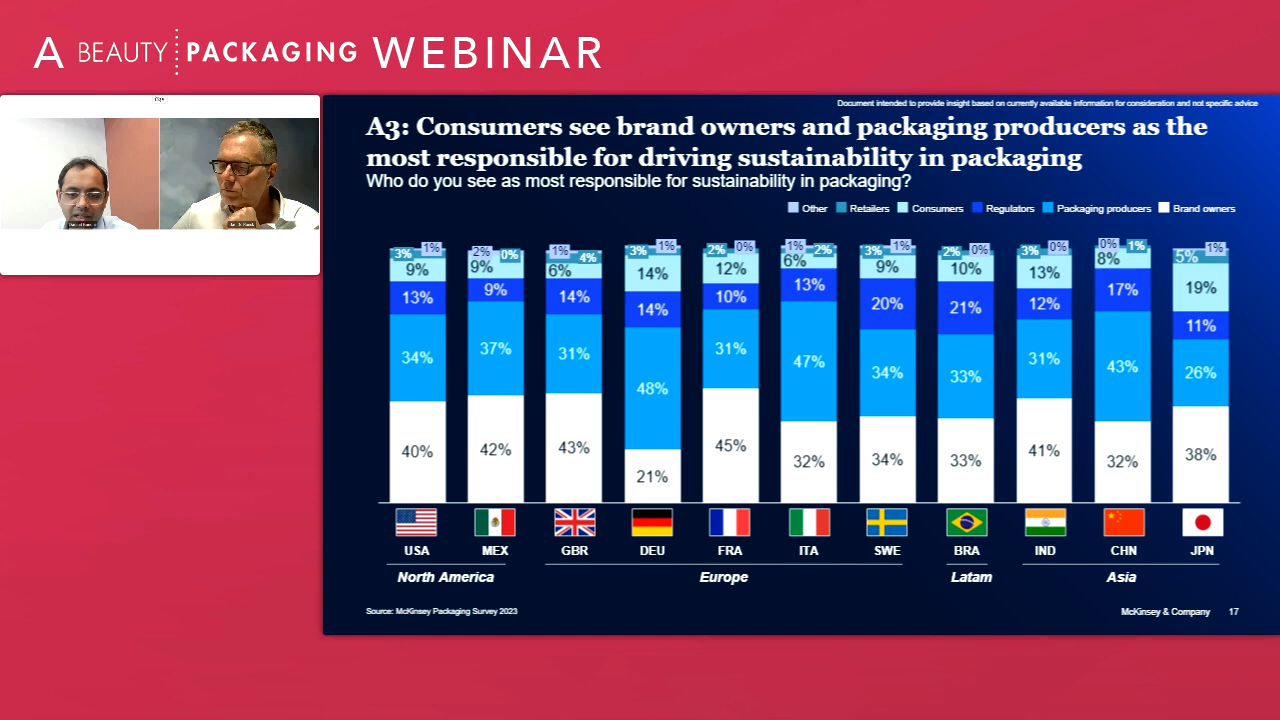 A BEAUTY PACKAGING WEBINAR
Document intended to provide insight based on currently available information for consideration and not specific advice
A3: Consumers see brand owners and packaging producers as the
most responsible for driving sustainability in packaging
Who do you see as most responsible for sustainability in packaging?
Other Retailers Consumers Regulators Packaging producers Brand owners
3% 1% 2% 0% 1% 4% 3% 1% 2% 0% 1% 2% 3% 1% 2% 0% 3% 0% 0% 1% 5% 1%
9% 9% 6% 14% 12% 6% 9% 10% 13% 8% 19%
13% 9% 14% 14% 10% 13% 20% 21% 12% 17% 11%
34% 37% 31% 48% 31% 47% 34% 33% 31% 43% 26%
40% 42% 43% 21% 45% 32% 34% 33% 41% 32% 38%
USA MEX GBR DEU FRA ITA SWE BRA IND CHN JPN
North America Europe Latam Asia
Source: McKinsey Packaging Survey 2023
McKinsey & Company 17